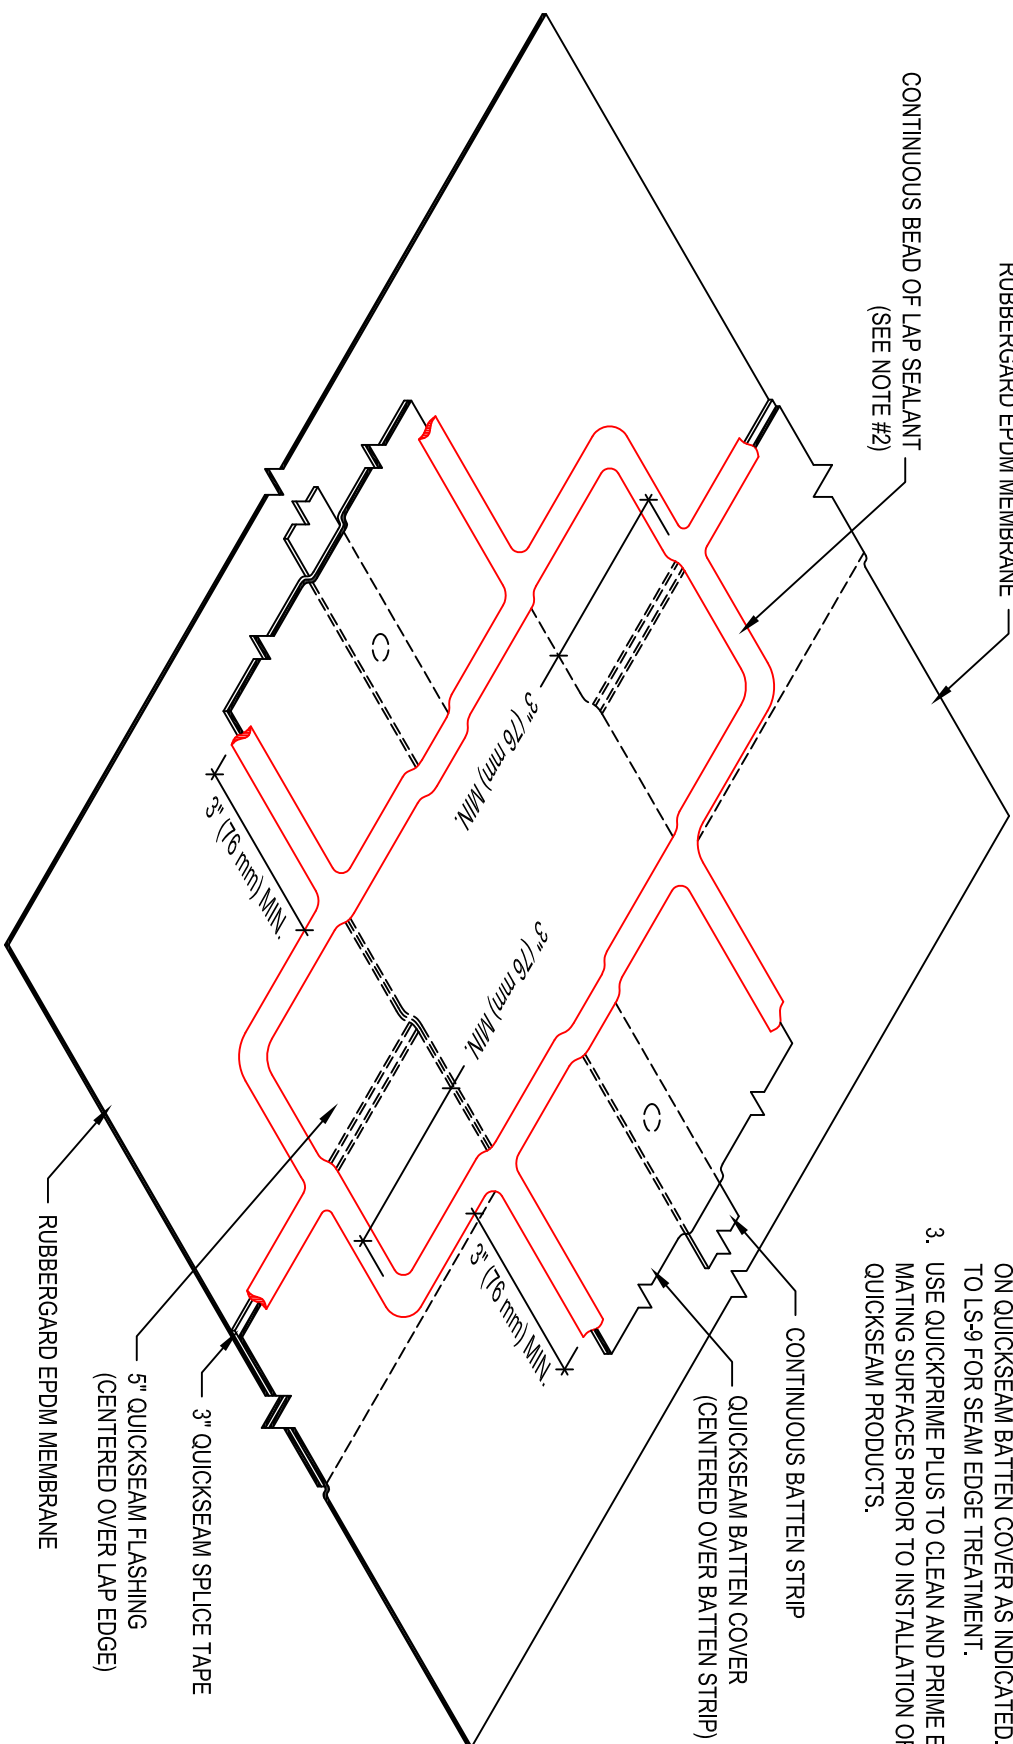 RUBBERGARD EPDM MEMBRANE
CONTINUOUS BEAD OF LAP SEALANT
(SEE NOTE #2)
ON QUICKSEAM BATTEN COVER AS INDICATED.
TO LS-9 FOR SEAM EDGE TREATMENT.
3. USE QUICKPRIME PLUS TO CLEAN AND PRIME
MATING SURFACES PRIOR TO INSTALLATION
QUICKSEAM PRODUCTS.
3" (76 mm) MIN.
3" (76 mm) MIN.
3" (76 mm) MIN.
3" (76 mm) MIN.
CONTINUOUS BATTEN STRIP
QUICKSEAM BATTEN COVER
(CENTERED OVER BATTEN STRIP)
3" QUICKSEAM SPLICE TAPE
5" QUICKSEAM FLASHING
(CENTERED OVER LAP EDGE)
RUBBERGARD EPDM MEMBRANE